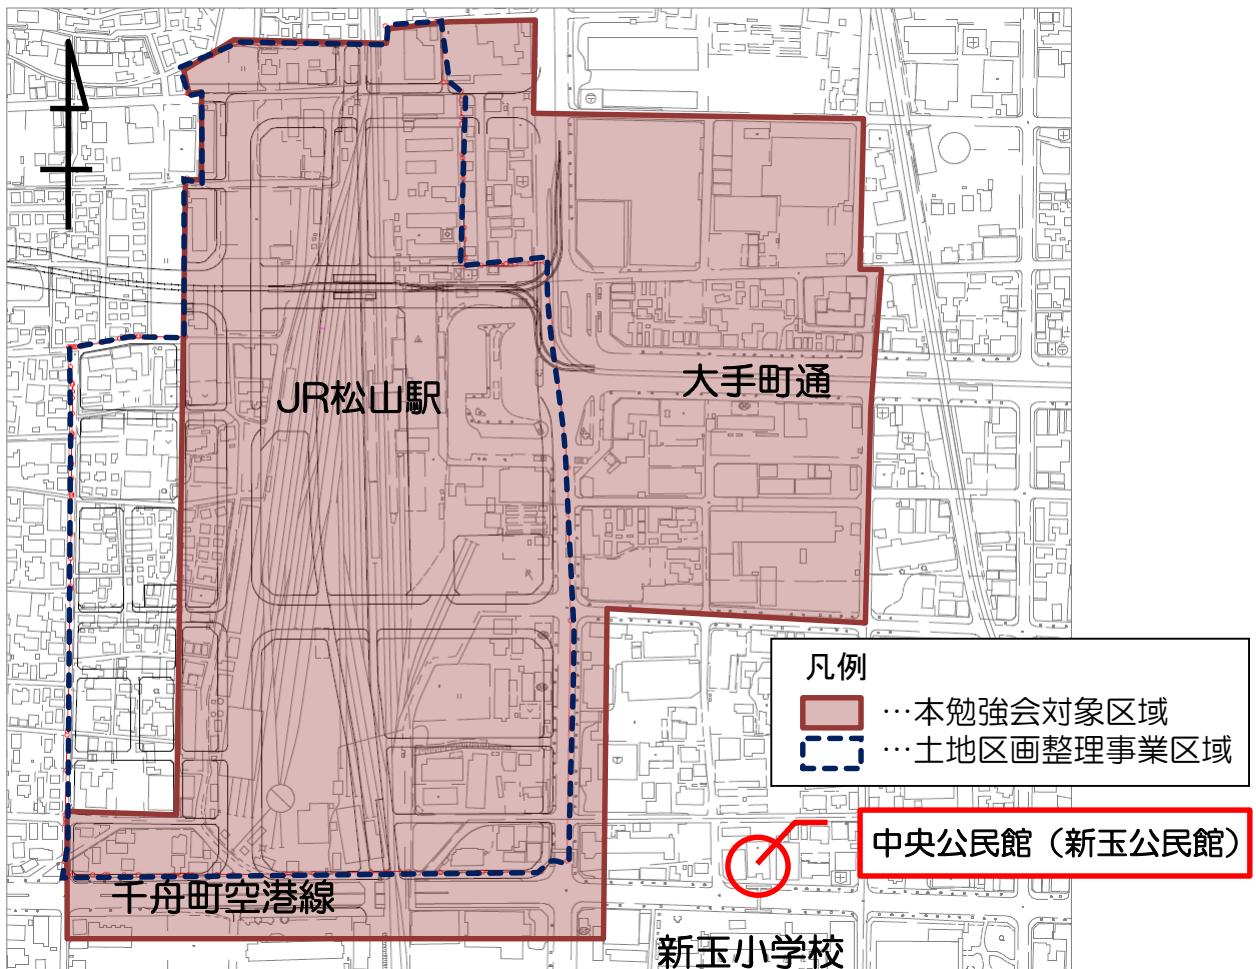 JR松山駅
大手町通
凡例
…本勉強会対象区域
…土地区画整理事業区域
中央公民館（新玉公民館）
千舟町空港線
新玉小学校